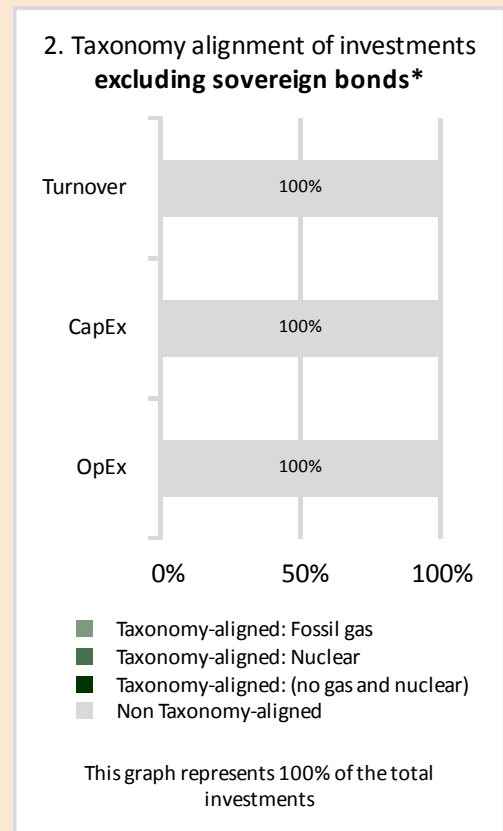 2. Taxonomy alignment of investments
excluding sovereign bonds*
Turnover
100%
CapEx
100%
OpEx
100%
0% 50% 100%
Taxonomy-aligned: Fossil gas
Taxonomy-aligned: Nuclear
Taxonomy-aligned: (no gas and nuclear)
Non Taxonomy-aligned
This graph represents 100% of the total
investments